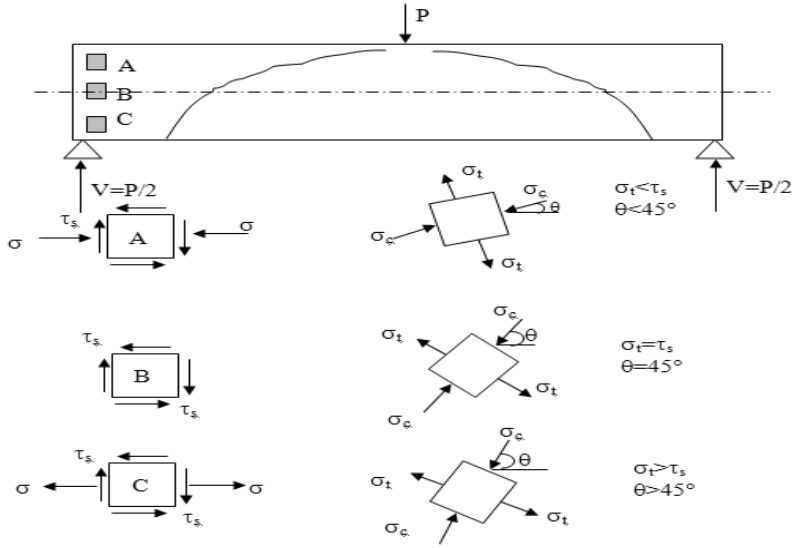 P
A
B
C
V=P/2
V=P/2
τs
σ
A
σ
σt
σc
θ
σc
σt
σt<τs
θ<45°
τs
B
τs
σc
θ
σt
σt
σc
σt=τs
θ=45°
τs
σ
C
σ
τs
σc
θ
σt
σt
σc
σt>τs
θ>45°